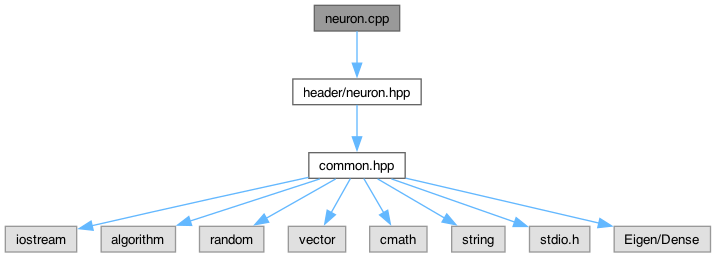 neuron.cpp
header/neuron.hpp
common.hpp
iostream
algorithm
random
vector
cmath
string
stdio.h
Eigen/Dense